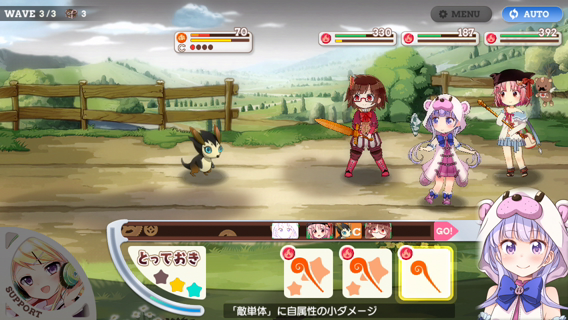 WAVE 3/3 3
MENU
AUTO
70
C
330
187
392
C
GO!
とっておき
SUPPORT
「敵単体」に自属性の小ダメージ